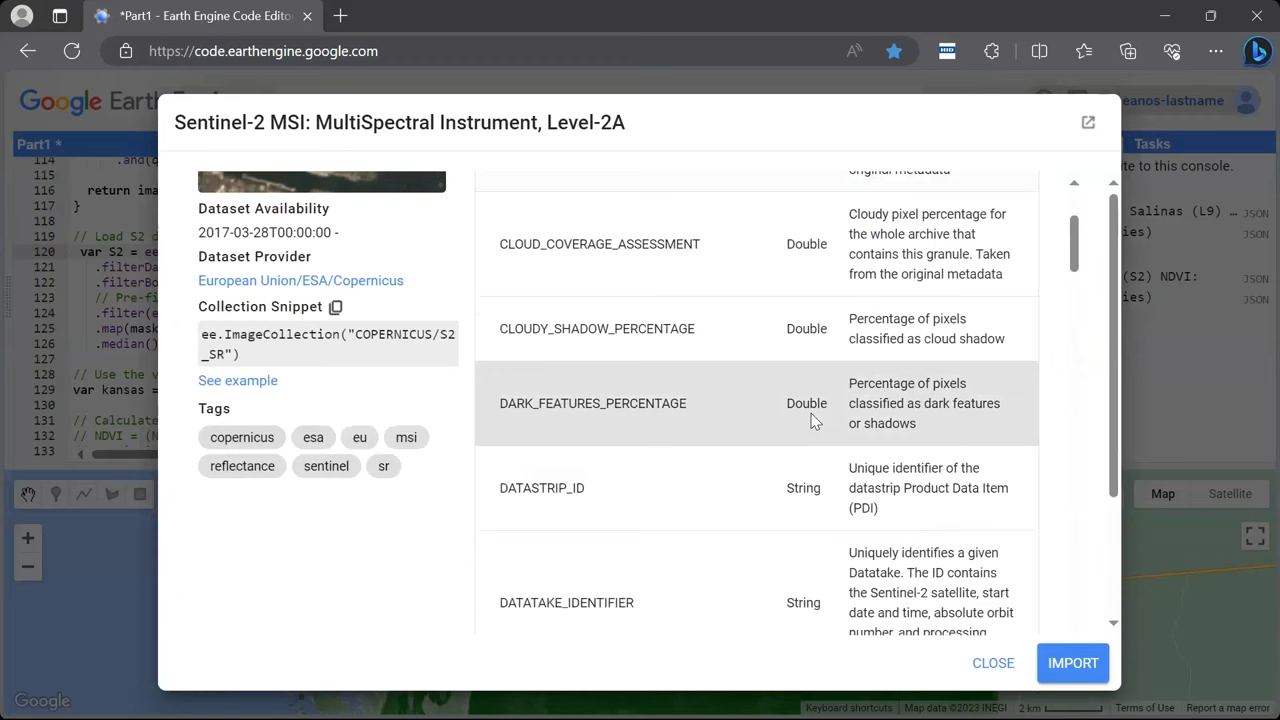 *Part1 - Earth Engine Code Editor
https://code.earthengine.google.com
Google Earth
eanos-lastname
Part1 *
Tasks
Sentinel-2 MSI: MultiSpectral Instrument, Level-2A
114 .and(
115
116 return ima
117 }
118
119 // Load S2 d
120 var S2 = ee
121 .filterDa
122 .filterBo
123 // Pre-fi
124 .filter(e
125 .map(mask
126 .median()
127
128 // Use the v
129 var kansas =
130
131 // Calculate
132 // NDVI = (N
133
Dataset Availability
2017-03-28T00:00:00 -
Dataset Provider
European Union/ESA/Copernicus
Collection Snippet
ee.ImageCollection("COPERNICUS/S2
_SR")
See example
Tags
copernicus esa eu msi
reflectance sentinel sr
original metadata
CLOUD_COVERAGE_ASSESSMENT Double Cloudy pixel percentage for
the whole archive that
contains this granule. Taken
from the original metadata
CLOUDY_SHADOW_PERCENTAGE Double Percentage of pixels
classified as cloud shadow
DARK_FEATURES_PERCENTAGE Double Percentage of pixels
classified as dark features
or shadows
DATASTRIP_ID String Unique identifier of the
datastrip Product Data Item
(PDI)
DATATAKE_IDENTIFIER String Uniquely identifies a given
Datatake. The ID contains
the Sentinel-2 satellite, start
date and time, absolute orbit
number, and processing
CLOSE IMPORT
ite to this console.
Salinas (L9) … JSON
ies) JSON
(S2) NDVI: JSON
ies) JSON
Map Satellite
Google
Keyboard shortcuts Map data ©2023 INEGI 2 km Terms of Use Report a map error